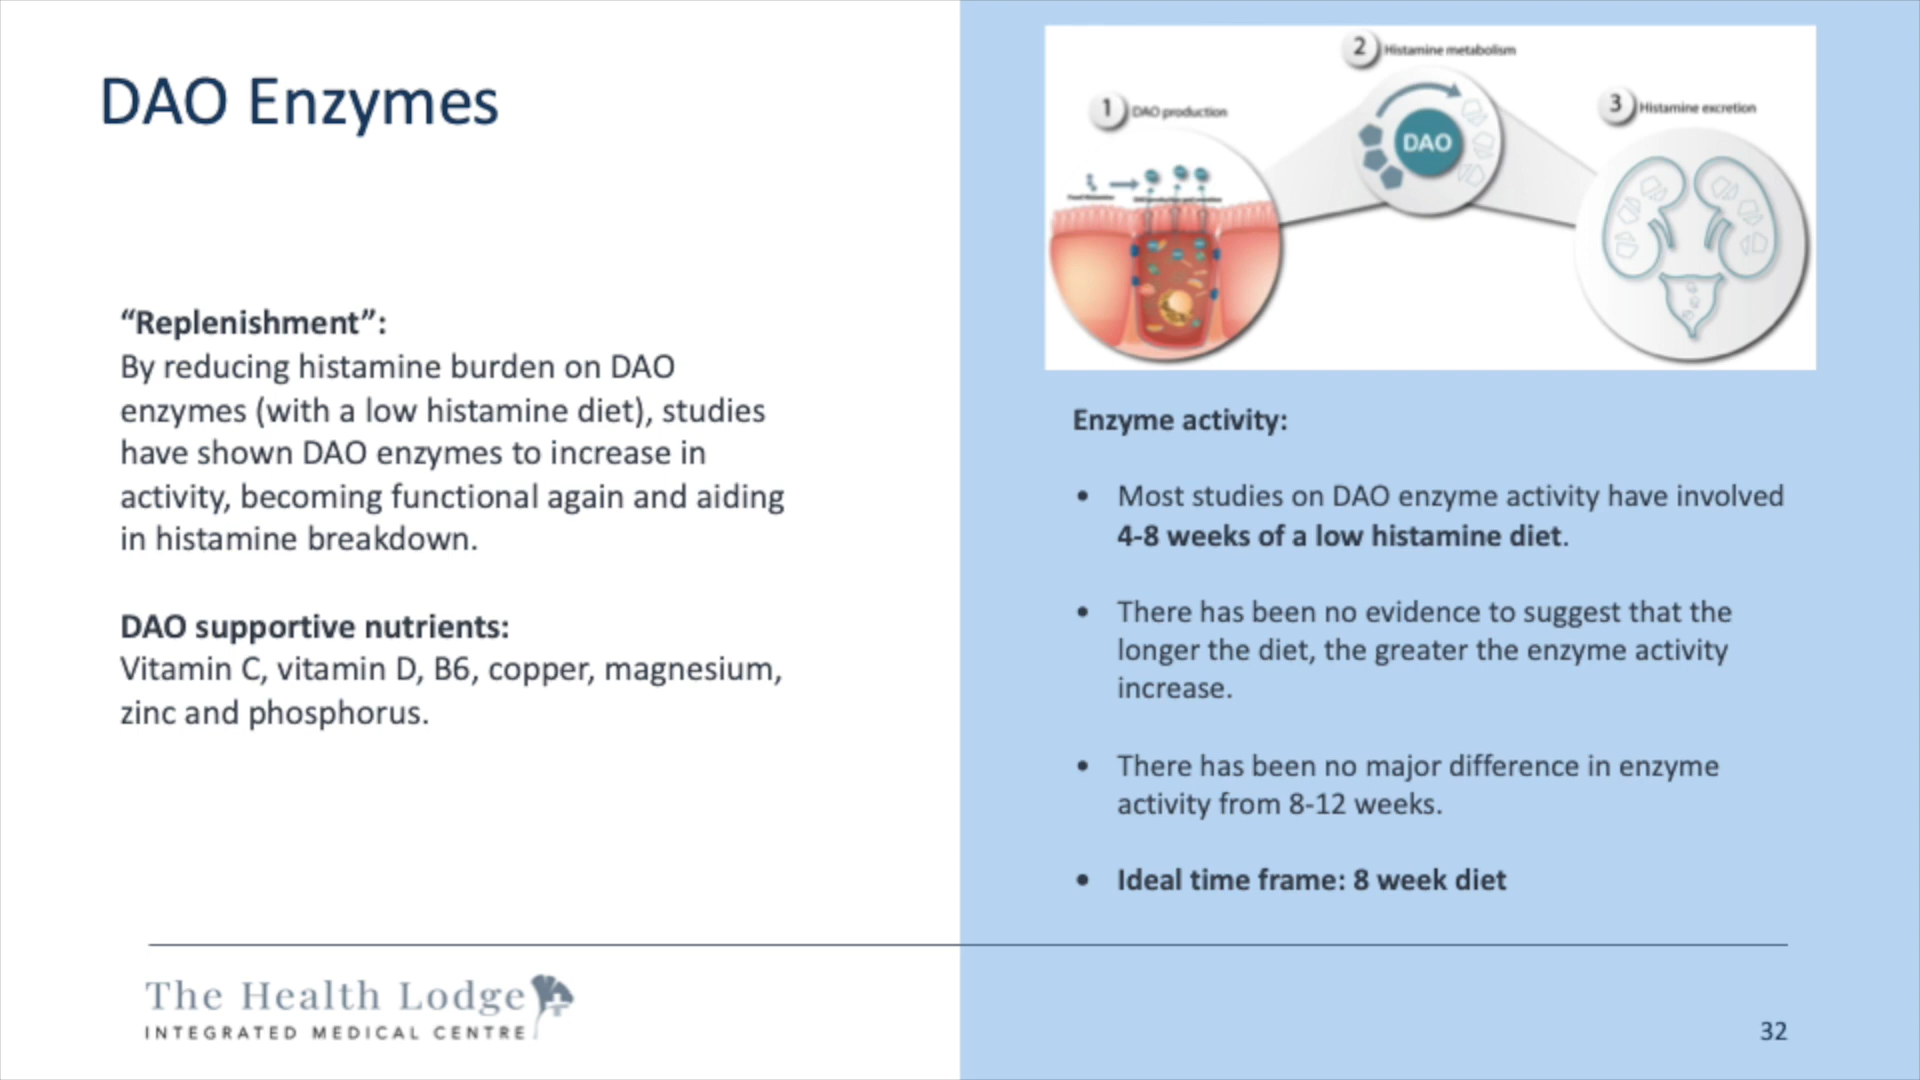 DAO Enzymes
“Replenishment”:
By reducing histamine burden on DAO
enzymes (with a low histamine diet), studies
have shown DAO enzymes to increase in
activity, becoming functional again and aiding
in histamine breakdown.
DAO supportive nutrients:
Vitamin C, vitamin D, B6, copper, magnesium,
zinc and phosphorus.
1 DAO production
2 Histamine metabolism
DAO
3 Histamine excretion
Enzyme activity:
• Most studies on DAO enzyme activity have involved
4-8 weeks of a low histamine diet.
• There has been no evidence to suggest that the
longer the diet, the greater the enzyme activity
increase.
• There has been no major difference in enzyme
activity from 8-12 weeks.
• Ideal time frame: 8 week diet
The Health Lodge
INTEGRATED MEDICAL CENTRE
32